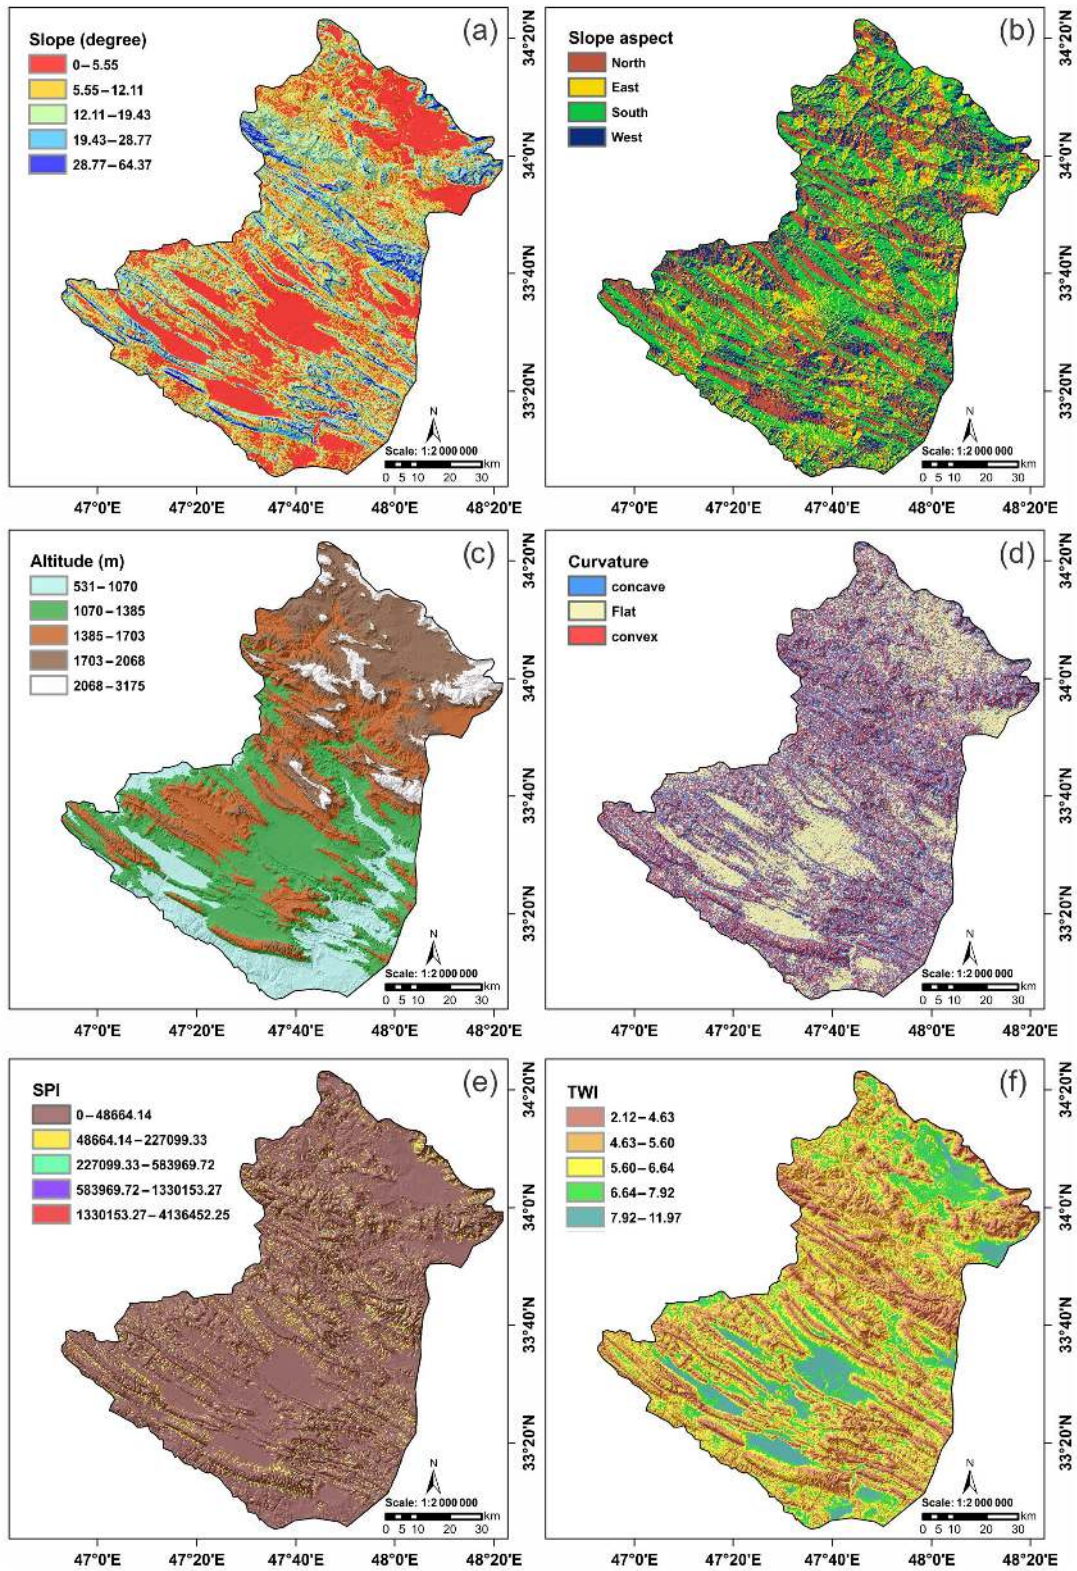 Slope (degree)
(a)
0–5.55
5.55–12.11
12.11–19.43
19.43–28.77
28.77–64.37
34°20'N
34°0'N
33°40'N
33°20'N
N
Scale: 1:2 000 000
km
0 5 10 20 30
47°0'E 47°20'E 47°40'E 48°0'E 48°20'E
Slope aspect
(b)
North
East
South
West
34°20'N
34°0'N
33°40'N
33°20'N
N
Scale: 1:2 000 000
km
0 5 10 20 30
47°0'E 47°20'E 47°40'E 48°0'E 48°20'E
Altitude (m)
(c)
531–1070
1070–1385
1385–1703
1703–2068
2068–3175
34°20'N
34°0'N
33°40'N
33°20'N
N
Scale: 1:2 000 000
km
0 5 10 20 30
47°0'E 47°20'E 47°40'E 48°0'E 48°20'E
Curvature
(d)
concave
Flat
convex
34°20'N
34°0'N
33°40'N
33°20'N
N
Scale: 1:2 000 000
km
0 5 10 20 30
47°0'E 47°20'E 47°40'E 48°0'E 48°20'E
SPI
(e)
0–48664.14
48664.14–227099.33
227099.33–583969.72
583969.72–1330153.27
1330153.27–4136452.25
34°20'N
34°0'N
33°40'N
33°20'N
N
Scale: 1:2 000 000
km
0 5 10 20 30
47°0'E 47°20'E 47°40'E 48°0'E 48°20'E
TWI
(f)
2.12–4.63
4.63–5.60
5.60–6.64
6.64–7.92
7.92–11.97
34°20'N
34°0'N
33°40'N
33°20'N
N
Scale: 1:2 000 000
km
0 5 10 20 30
47°0'E 47°20'E 47°40'E 48°0'E 48°20'E